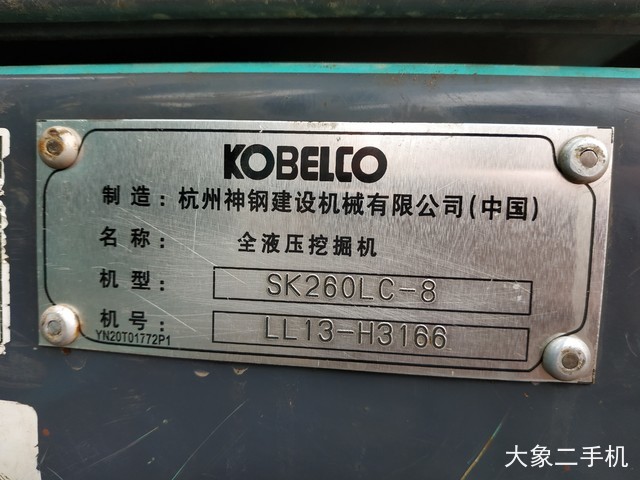 KOBELCO
制造：杭州神钢建设机械有限公司(中国)
名称：全液压挖掘机
机型：SK260LC-8
机号：LL13-H3166
YN20T01772P1
大象二手机